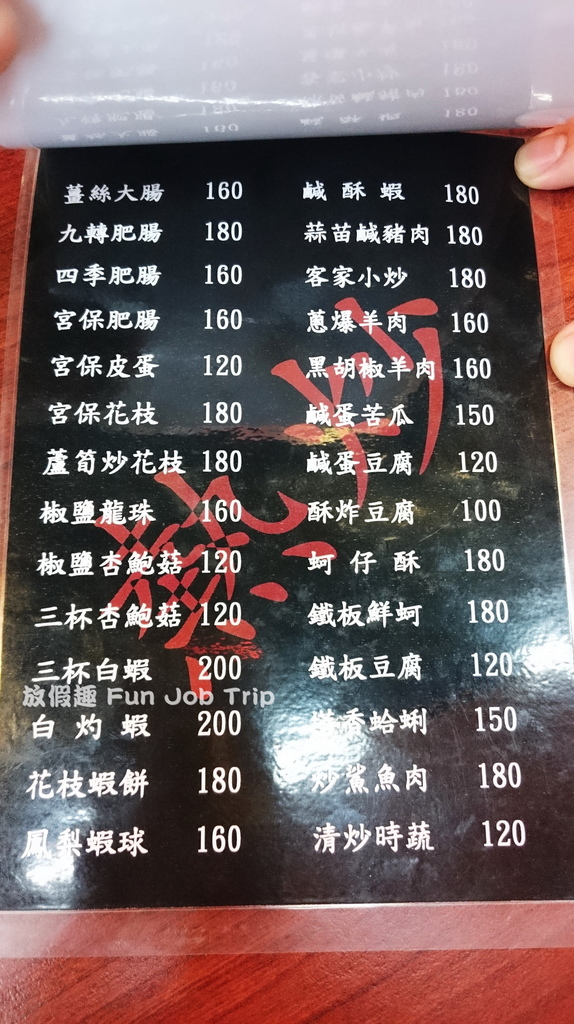 薑絲大腸 160
九轉肥腸 180
四季肥腸 160
宮保肥腸 160
宮保皮蛋 120
宮保花枝 180
蘆筍炒花枝 180
椒鹽龍珠 160
椒鹽杏鮑菇 120
三杯杏鮑菇 120
三杯白蝦 200
白灼蝦 200
花枝蝦餅 180
鳳梨蝦球 160
鹹酥蝦 180
蒜苗鹹豬肉 180
客家小炒 180
蔥爆羊肉 160
黑胡椒羊肉 160
鹹蛋苦瓜 150
鹹蛋豆腐 120
酥炸豆腐 100
蚵仔酥 180
鐵板鮮蚵 180
鐵板豆腐 120
香蛤蜊 150
炒鯊魚肉 180
清炒時蔬 120
熱炒
放假趣 Fun Job Trip